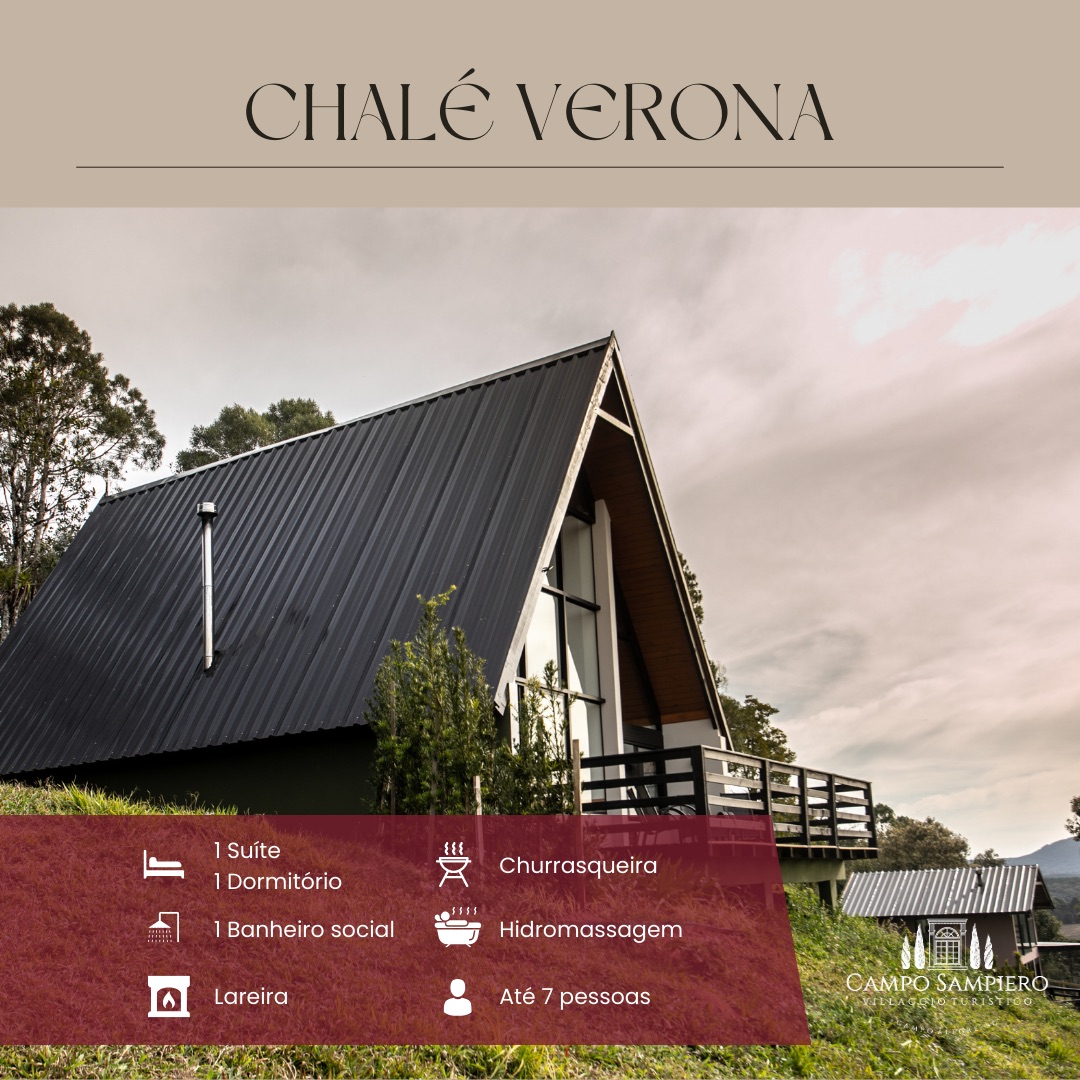 CHALÉ VERONA
1 Suíte
1 Dormitório
Churrasqueira
1 Banheiro social
Hidromassagem
Lareira
Até 7 pessoas
CAMPO SAMPIERO
VILLAGGIO TURISTICO